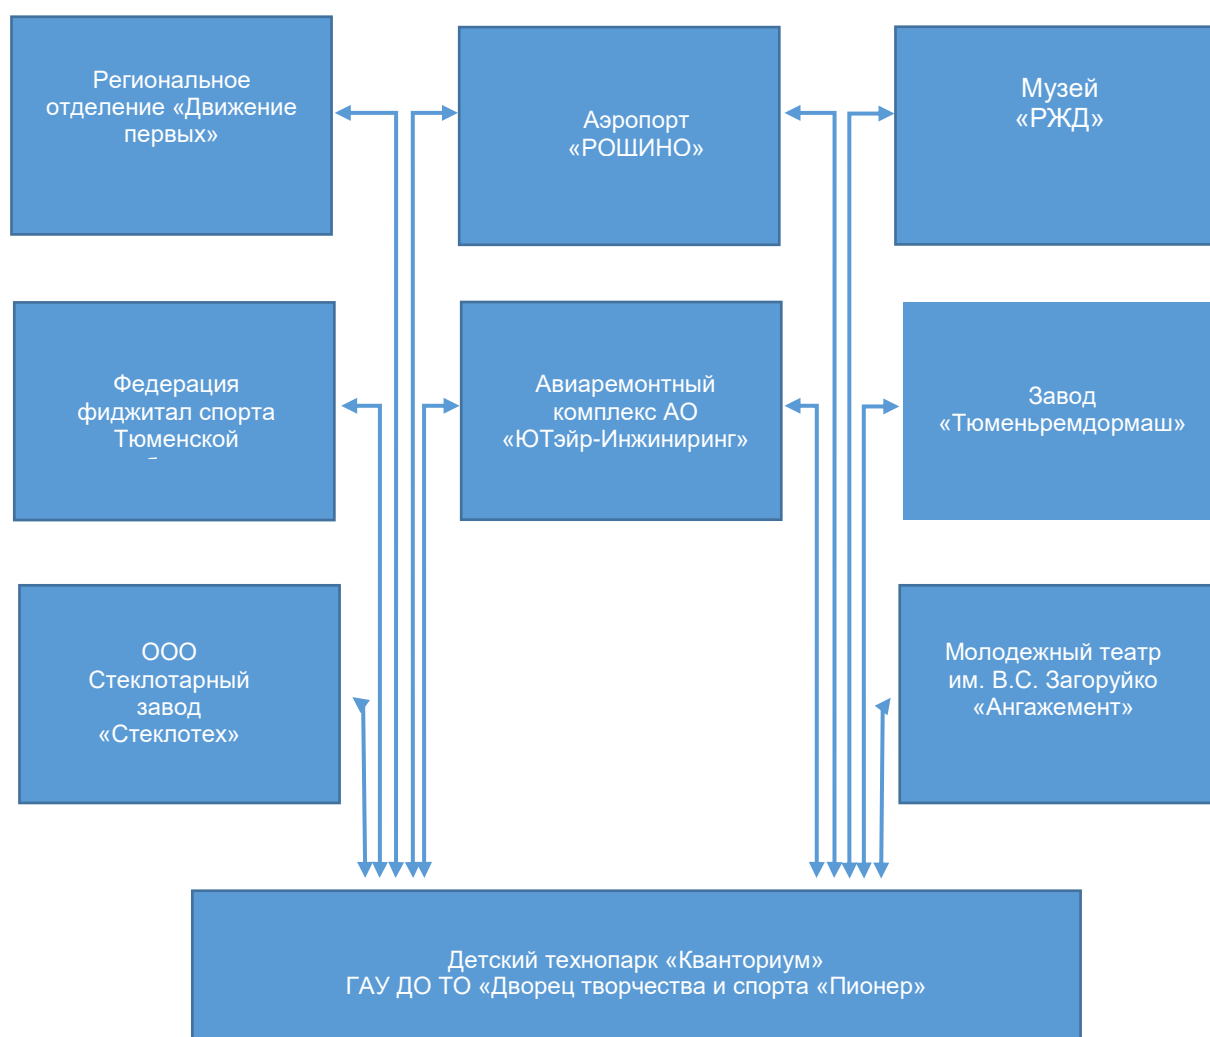 Региональное
отделение «Движение
первых»
Аэропорт
«РОЩИНО»
Музей
«РЖД»
Федерация
фиджитал спорта
Тюменской
Авиаремонтный
комплекс АО
«ЮТэйр-Инжиниринг»
Завод
«Тюменьремдормаш»
ООО
Стеклотарный
завод
«Стеклотех»
Молодежный театр
им. В.С. Загоруйко
«Ангажемент»
Детский технопарк «Кванториум»
ГАУ ДО ТО «Дворец творчества и спорта «Пионер»